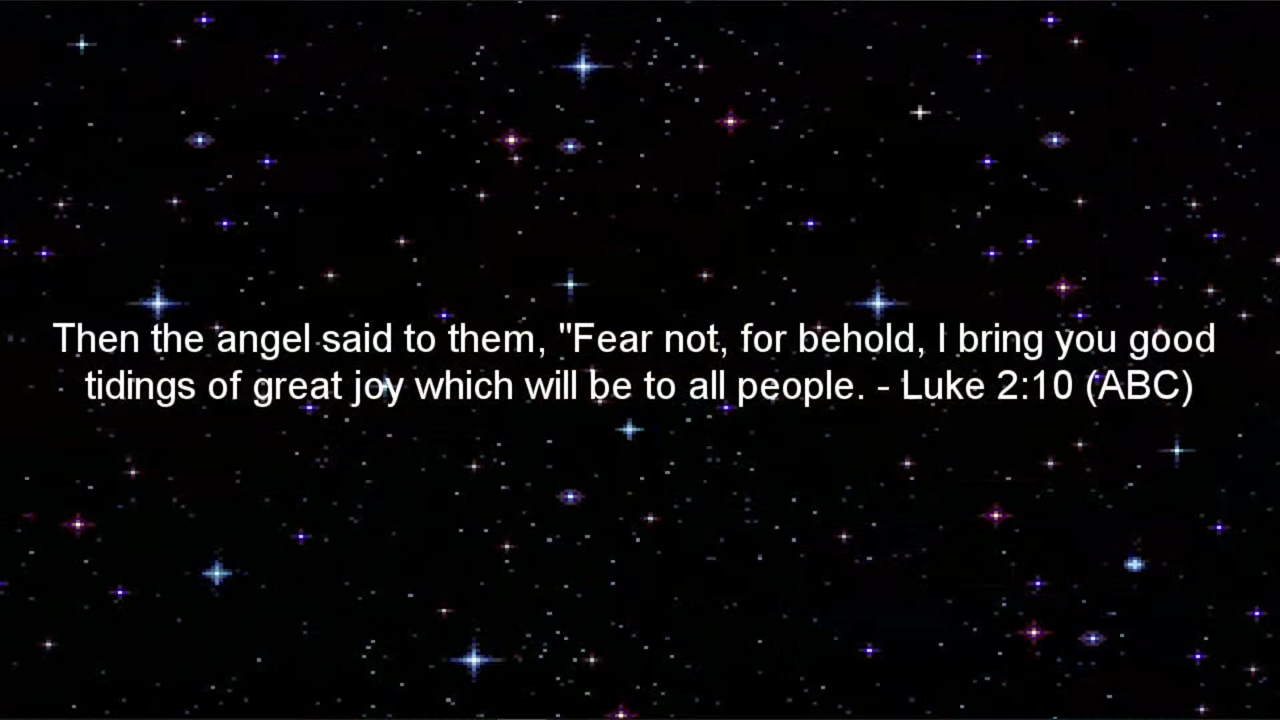 Then the angel said to them, "Fear not, for behold, I bring you good
tidings of great joy which will be to all people. - Luke 2:10 (ABC)